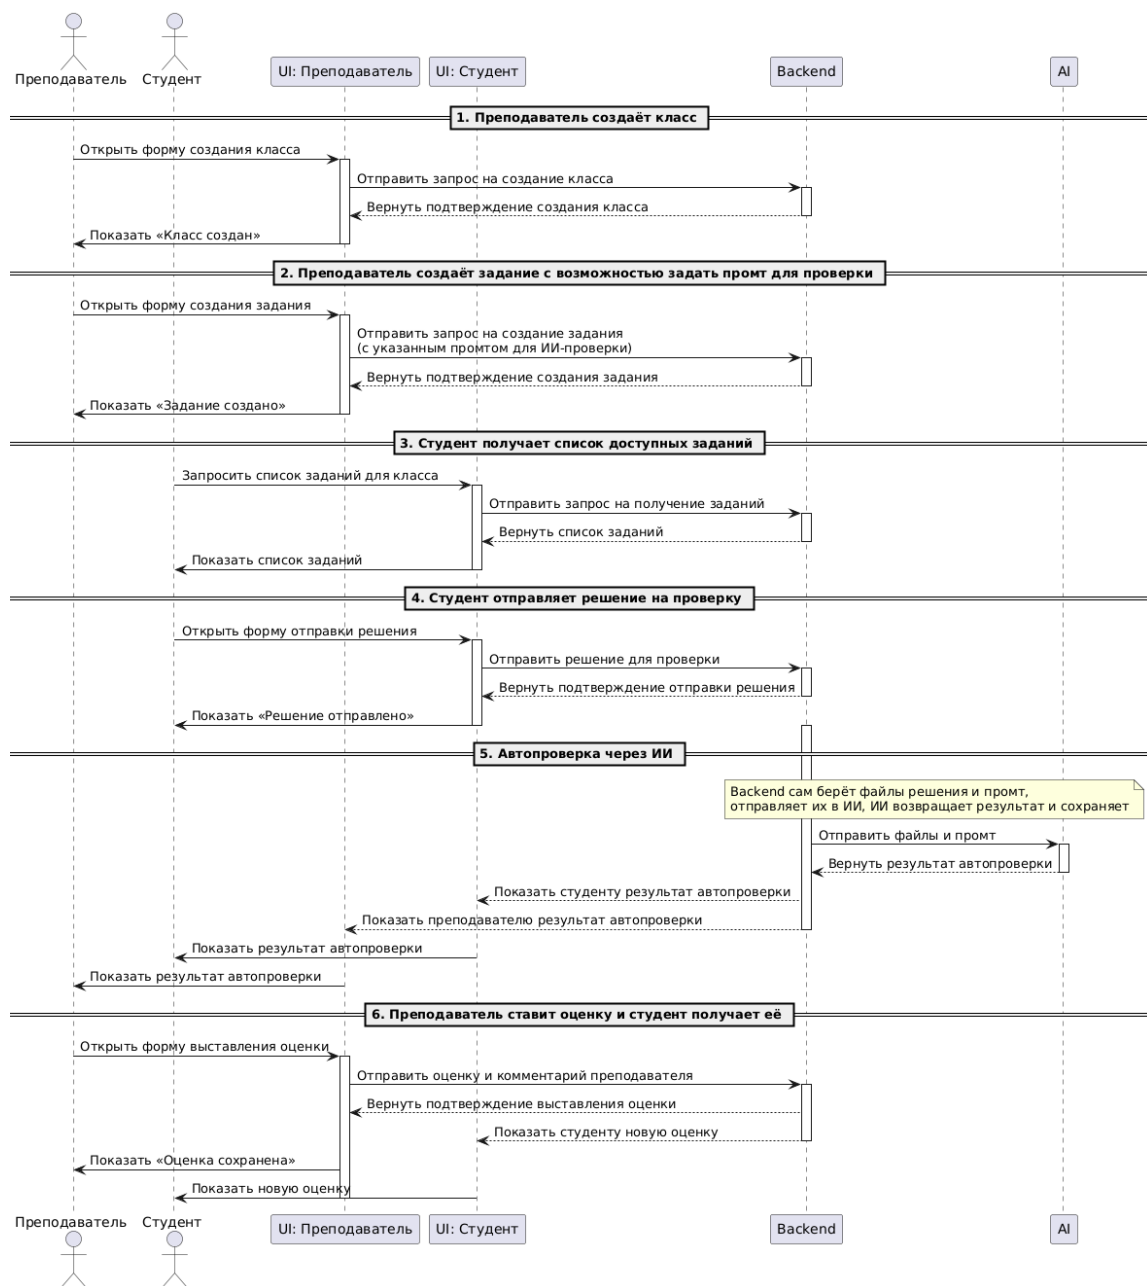 Преподаватель
Студент
UI: Преподаватель
UI: Студент
Backend
AI
1. Преподаватель создаёт класс
Открыть форму создания класса
Отправить запрос на создание класса
Вернуть подтверждение создания класса
Показать «Класс создан»
2. Преподаватель создаёт задание с возможностью задать промт для проверки
Открыть форму создания задания
Отправить запрос на создание задания
(с указанным промтом для ИИ-проверки)
Вернуть подтверждение создания задания
Показать «Задание создано»
3. Студент получает список доступных заданий
Запросить список заданий для класса
Отправить запрос на получение заданий
Вернуть список заданий
Показать список заданий
4. Студент отправляет решение на проверку
Открыть форму отправки решения
Отправить решение для проверки
Вернуть подтверждение отправки решения
Показать «Решение отправлено»
5. Автопроверка через ИИ
Backend сам берёт файлы решения и промт,
отправляет их в ИИ, ИИ возвращает результат и сохраняет
Отправить файлы и промт
Вернуть результат автопроверки
Показать студенту результат автопроверки
Показать преподавателю результат автопроверки
Показать результат автопроверки
Показать результат автопроверки
6. Преподаватель ставит оценку и студент получает её
Открыть форму выставления оценки
Отправить оценку и комментарий преподавателя
Вернуть подтверждение выставления оценки
Показать студенту новую оценку
Показать «Оценка сохранена»
Показать новую оценку
Преподаватель
Студент
UI: Преподаватель
UI: Студент
Backend
AI